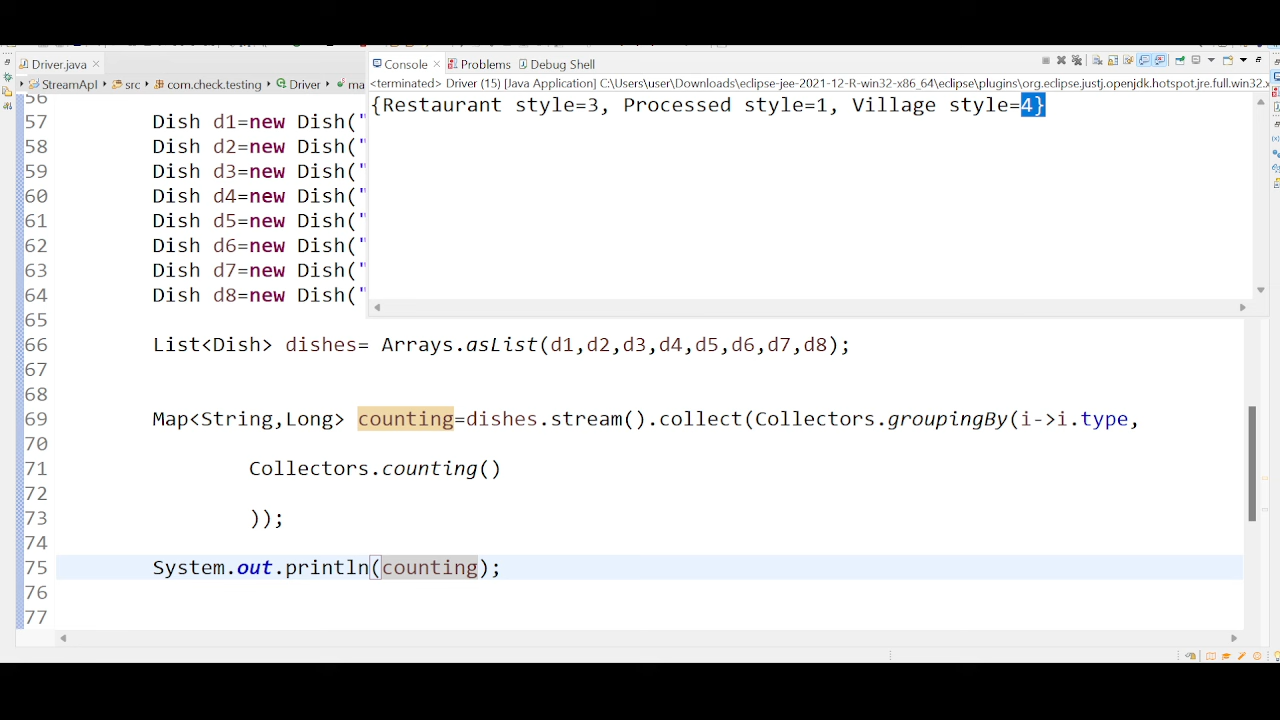 Driver.java
Console
Problems
Debug Shell
StreamApI
src
com.check.testing
Driver
<terminated> Driver (15) [Java Application] C:\Users\user\Downloads\eclipse-jee-2021-12-R-win32-x86_64\eclipse\plugins\org.eclipse.justj.openjdk.hotspot.jre.full.win32.x
{Restaurant style=3, Processed style=1, Village style=4}
56
57 Dish d1=new Dish("
58 Dish d2=new Dish("
59 Dish d3=new Dish("
60 Dish d4=new Dish("
61 Dish d5=new Dish("
62 Dish d6=new Dish("
63 Dish d7=new Dish("
64 Dish d8=new Dish("
65
66 List<Dish> dishes= Arrays.asList(d1,d2,d3,d4,d5,d6,d7,d8);
67
68
69 Map<String,Long> counting=dishes.stream().collect(Collectors.groupingBy(i->i.type,
70
71 Collectors.counting()
72
73 ));
74
75 System.out.println(counting);
76
77